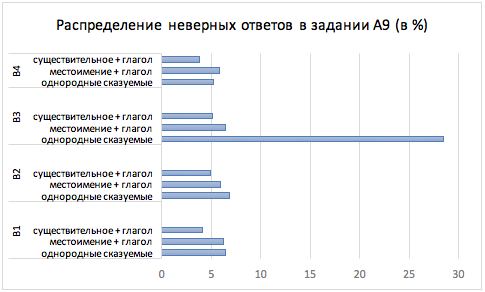 Распределение неверных ответов в задании А9 (в %)
В4
существительное + глагол
местоимение + глагол
однородные сказуемые
В3
существительное + глагол
местоимение + глагол
однородные сказуемые
В2
существительное + глагол
местоимение + глагол
однородные сказуемые
В1
существительное + глагол
местоимение + глагол
однородные сказуемые
0 5 10 15 20 25 30